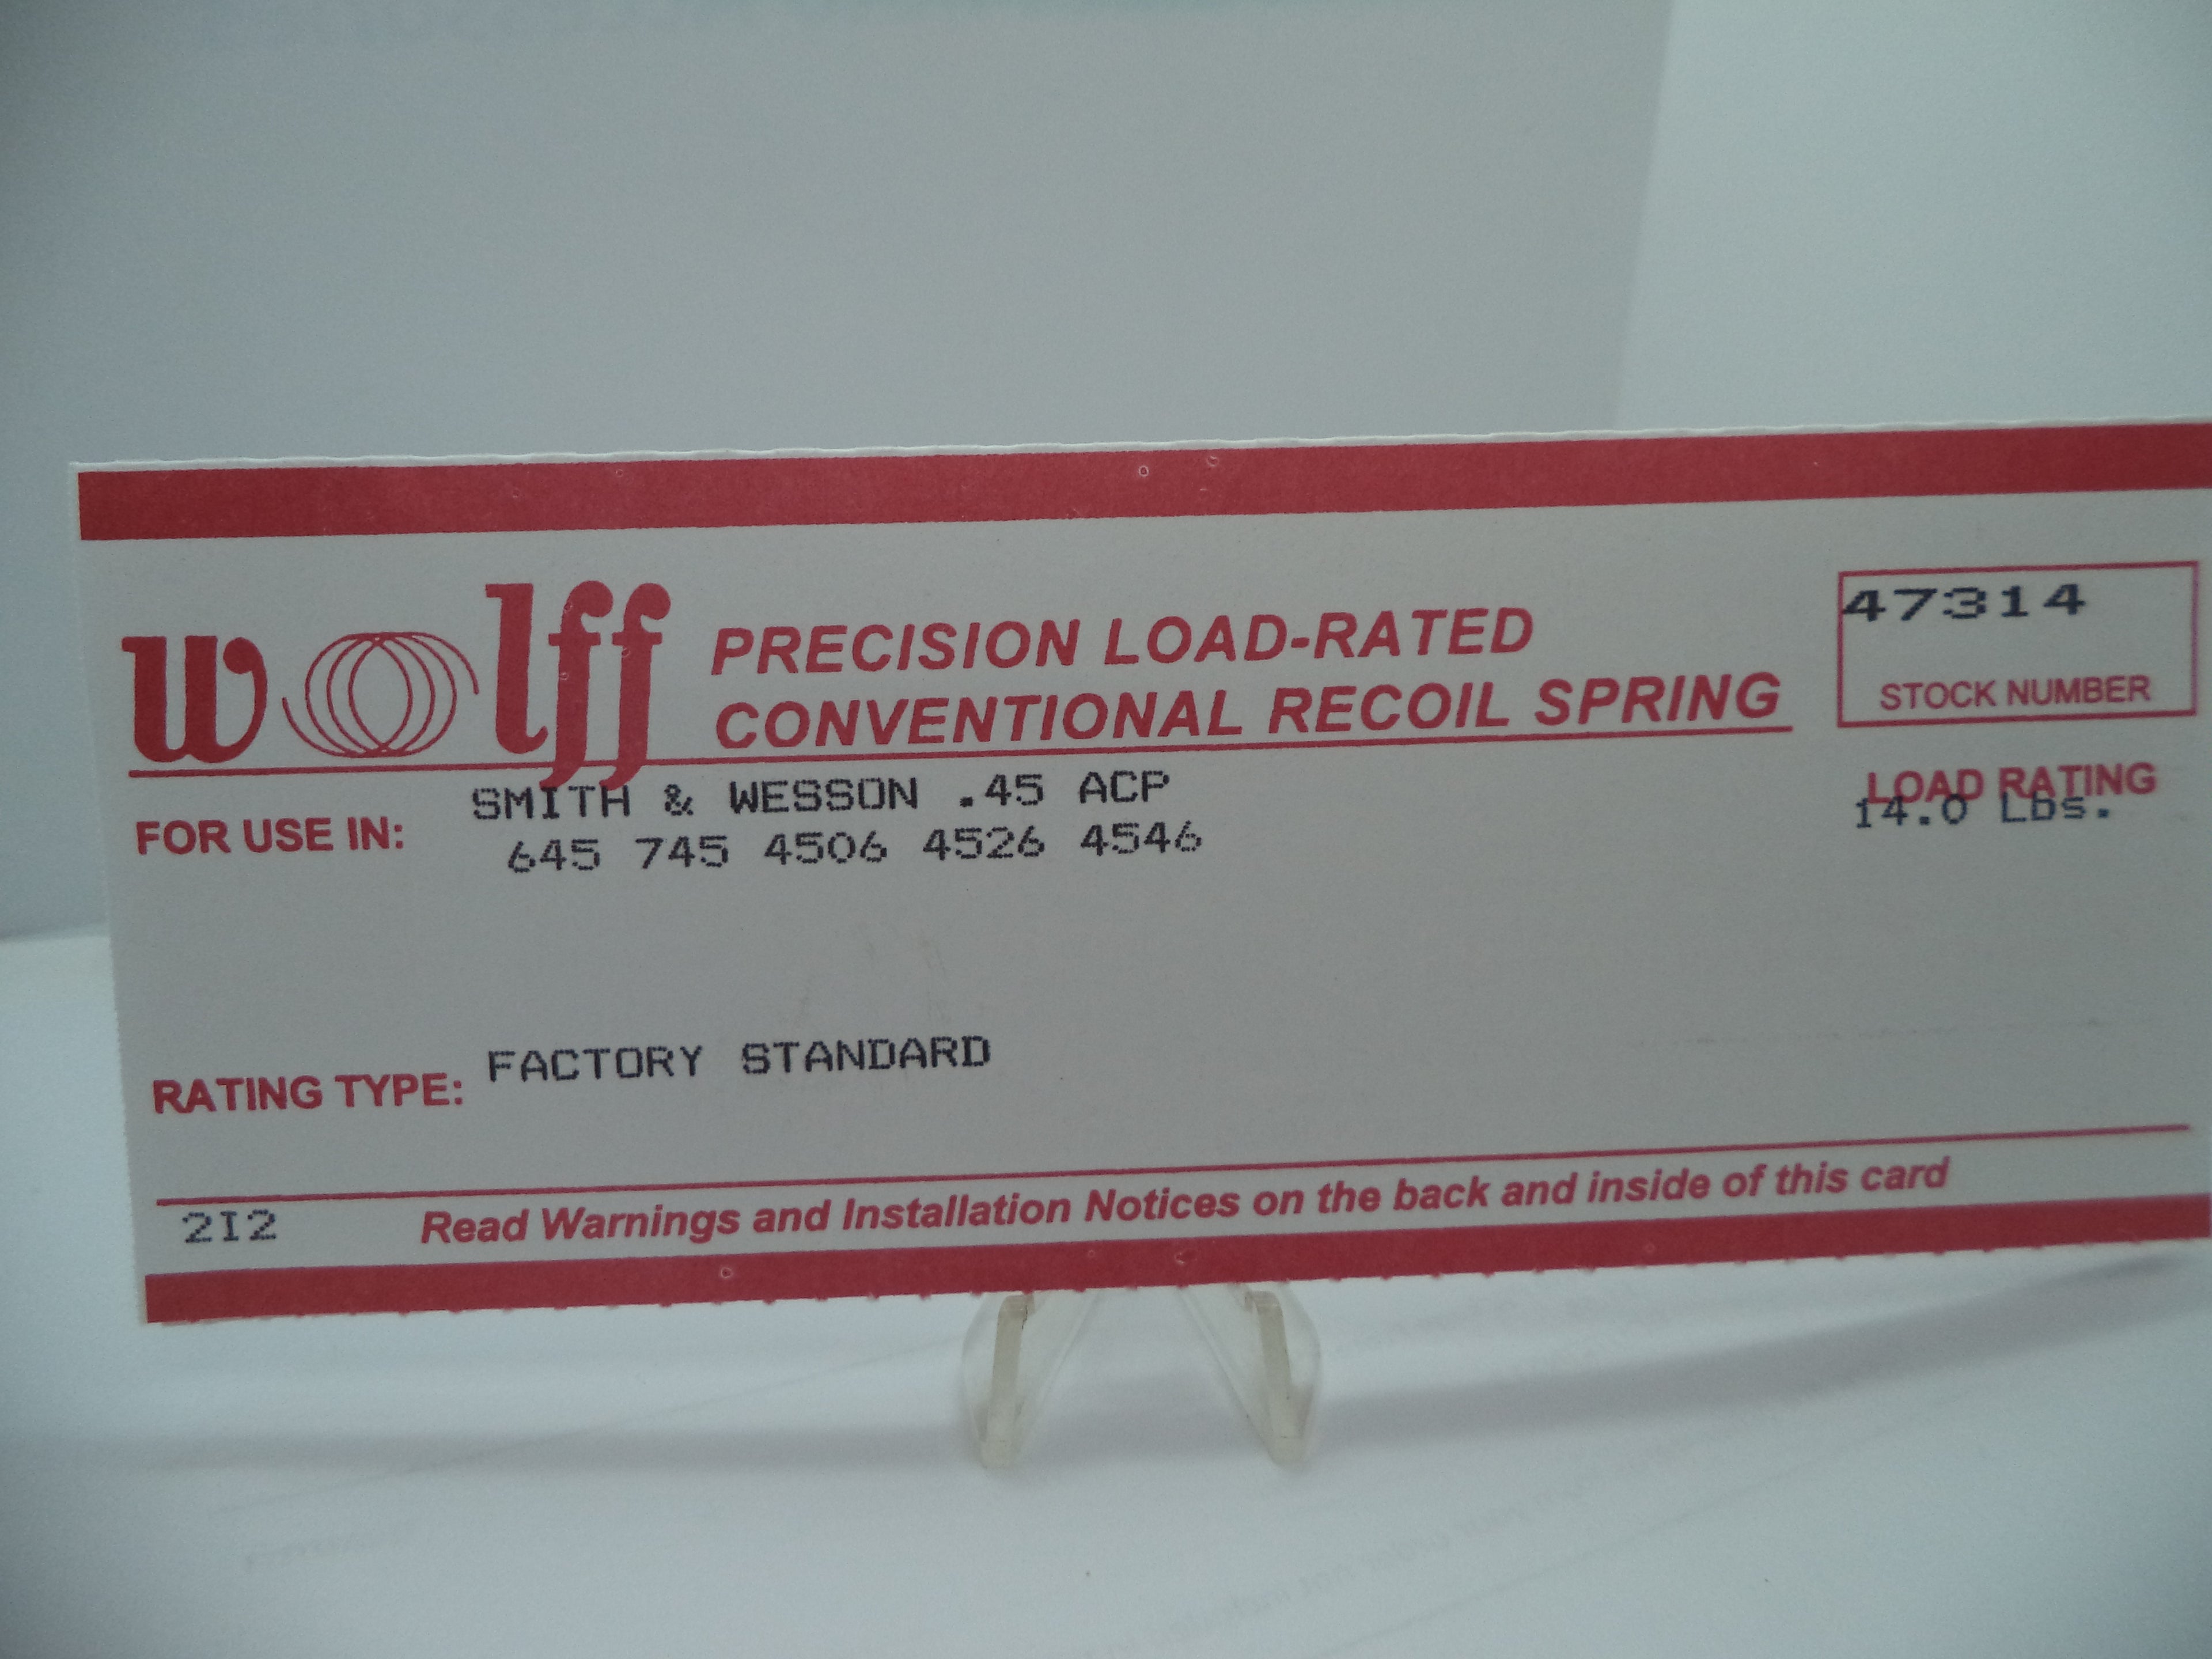 wolff
PRECISION LOAD-RATED
CONVENTIONAL RECOIL SPRING
47314
STOCK NUMBER
LOAD RATING
14.0 Lbs.
FOR USE IN: SMITH & WESSON .45 ACP
645 745 4506 4526 4546
RATING TYPE: FACTORY STANDARD
2I2 Read Warnings and Installation Notices on the back and inside of this card